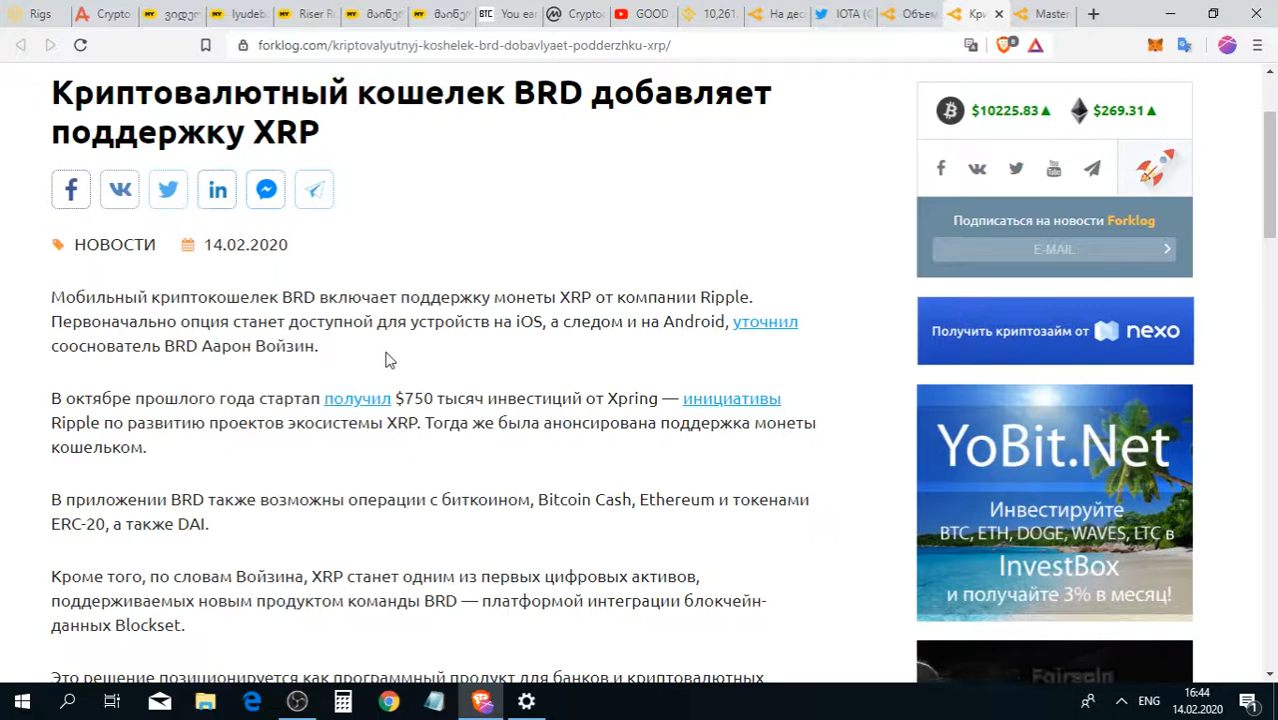 Rigs
Crypto
ვიდეო
lyudeb
Riser R
მაინერ
მაინერ
You ear
Cryptoc
GOOD
10,261.
На дес
IOTA (C
Объем
Кри
Master
forklog.com/kriptovalyutnyj-koshelek-brd-dobavlyaet-podderzhku-xrp/
Криптовалютный кошелек BRD добавляет
поддержку XRP
НОВОСТИ 14.02.2020
Мобильный криптокошелек BRD включает поддержку монеты XRP от компании Ripple.
Первоначально опция станет доступной для устройств на iOS, а следом и на Android, уточнил
сооснователь BRD Аарон Войзин.
В октябре прошлого года стартап получил $750 тысяч инвестиций от Xpring — инициативы
Ripple по развитию проектов экосистемы XRP. Тогда же была анонсирована поддержка монеты
кошельком.
В приложении BRD также возможны операции с биткоином, Bitcoin Cash, Ethereum и токенами
ERC-20, а также DAI.
Кроме того, по словам Войзина, XRP станет одним из первых цифровых активов,
поддерживаемых новым продуктом команды BRD — платформой интеграции блокчейн-
данных Blockset.
Это решение позиционируется как программный продукт для банков и криптовалютных
$10225.83 $269.31
Подписаться на новости Forklog
E-MAIL
Получить криптозайм от nexo
YoBit.Net
Инвестируйте
BTC, ETH, DOGE, WAVES, LTC в
InvestBox
и получайте 3% в месяц!
Fairspin
ENG
16:44
14.02.2020